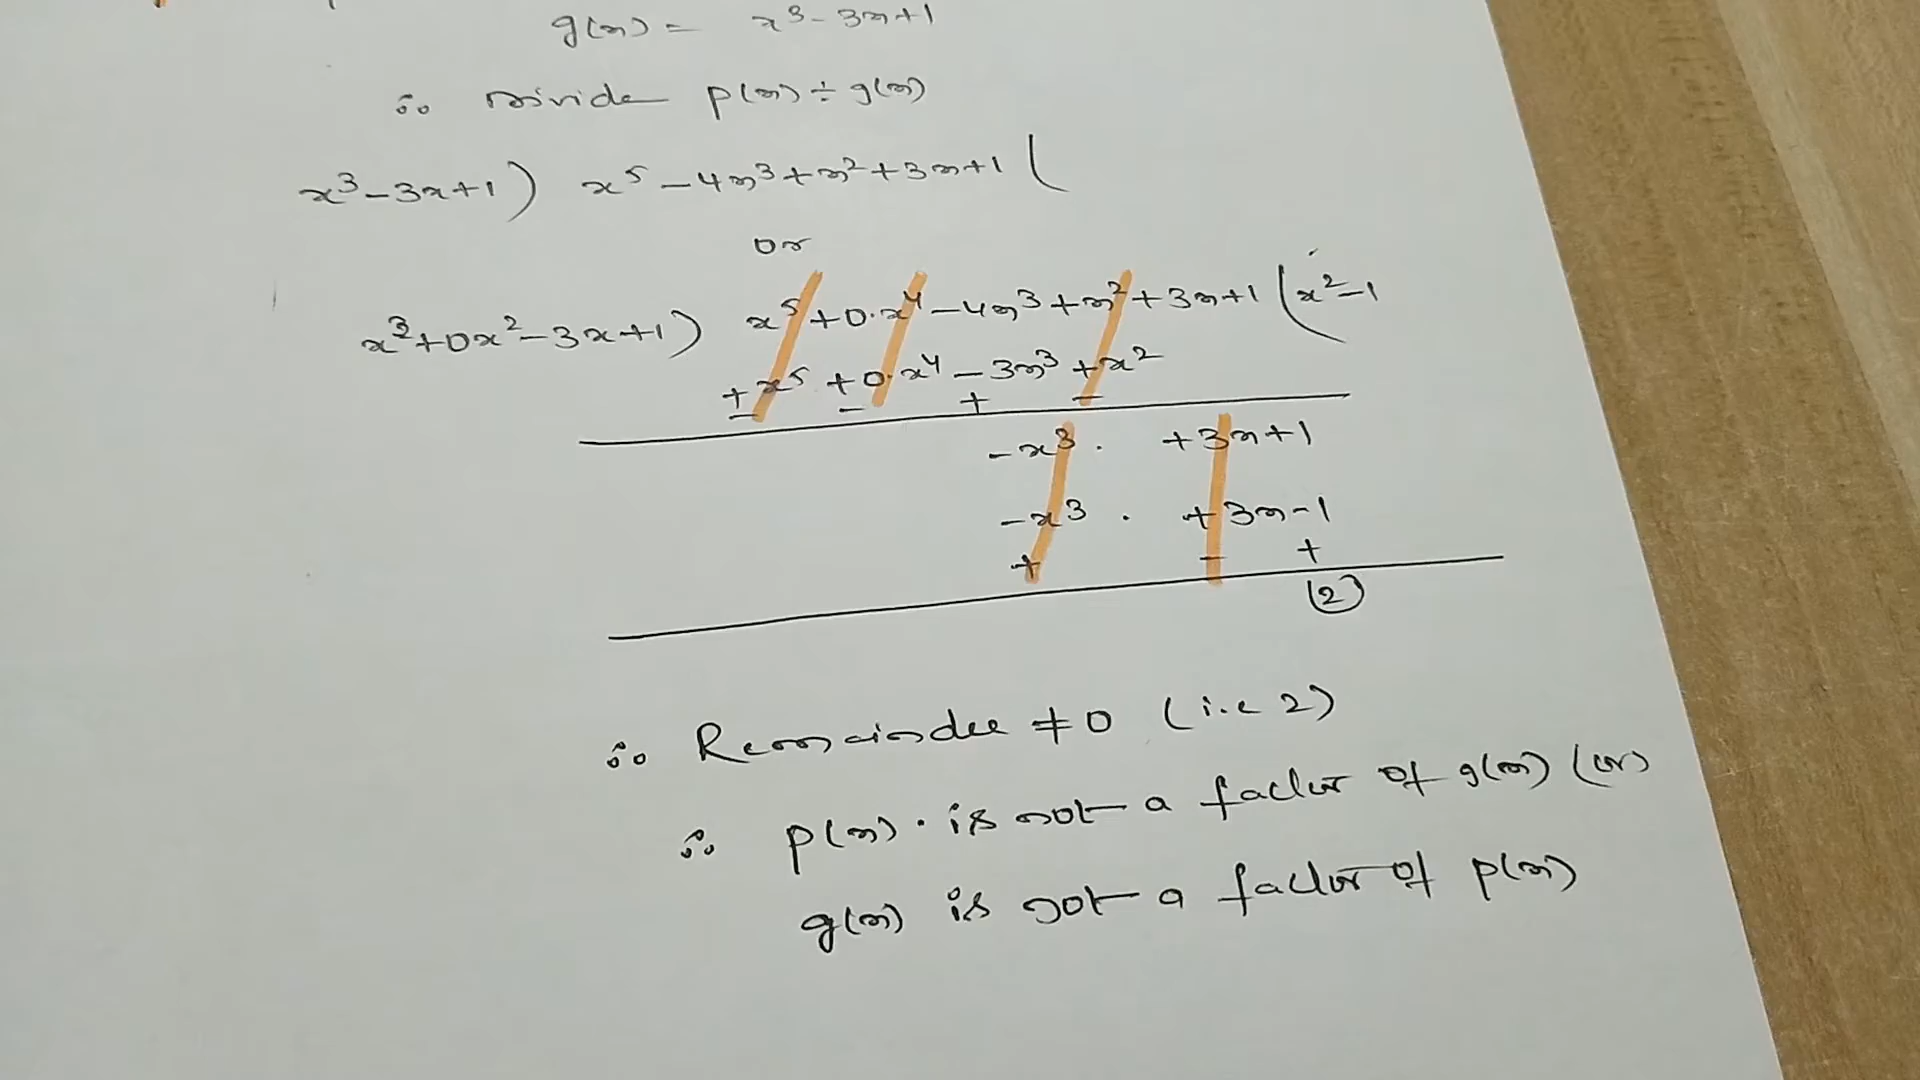 g(x) = x³ - 3x + 1
∴ Divide p(x) ÷ g(x)
x³ - 3x + 1 ) x⁵ - 4x³ + x² + 3x + 1 (
or
x³ + 0x² - 3x + 1 ) x⁵ + 0·x⁴ - 4x³ + x² + 3x + 1 ( x² - 1
+ x⁵ + 0·x⁴ - 3x³ + x²
- - + -
- x³ · + 3x + 1
- x³ · + 3x - 1
+ - +
2
∴ Remainder ≠ 0 (i.e 2)
∴ p(x) · is not a factor of g(x) (or)
g(x) is not a factor of p(x)